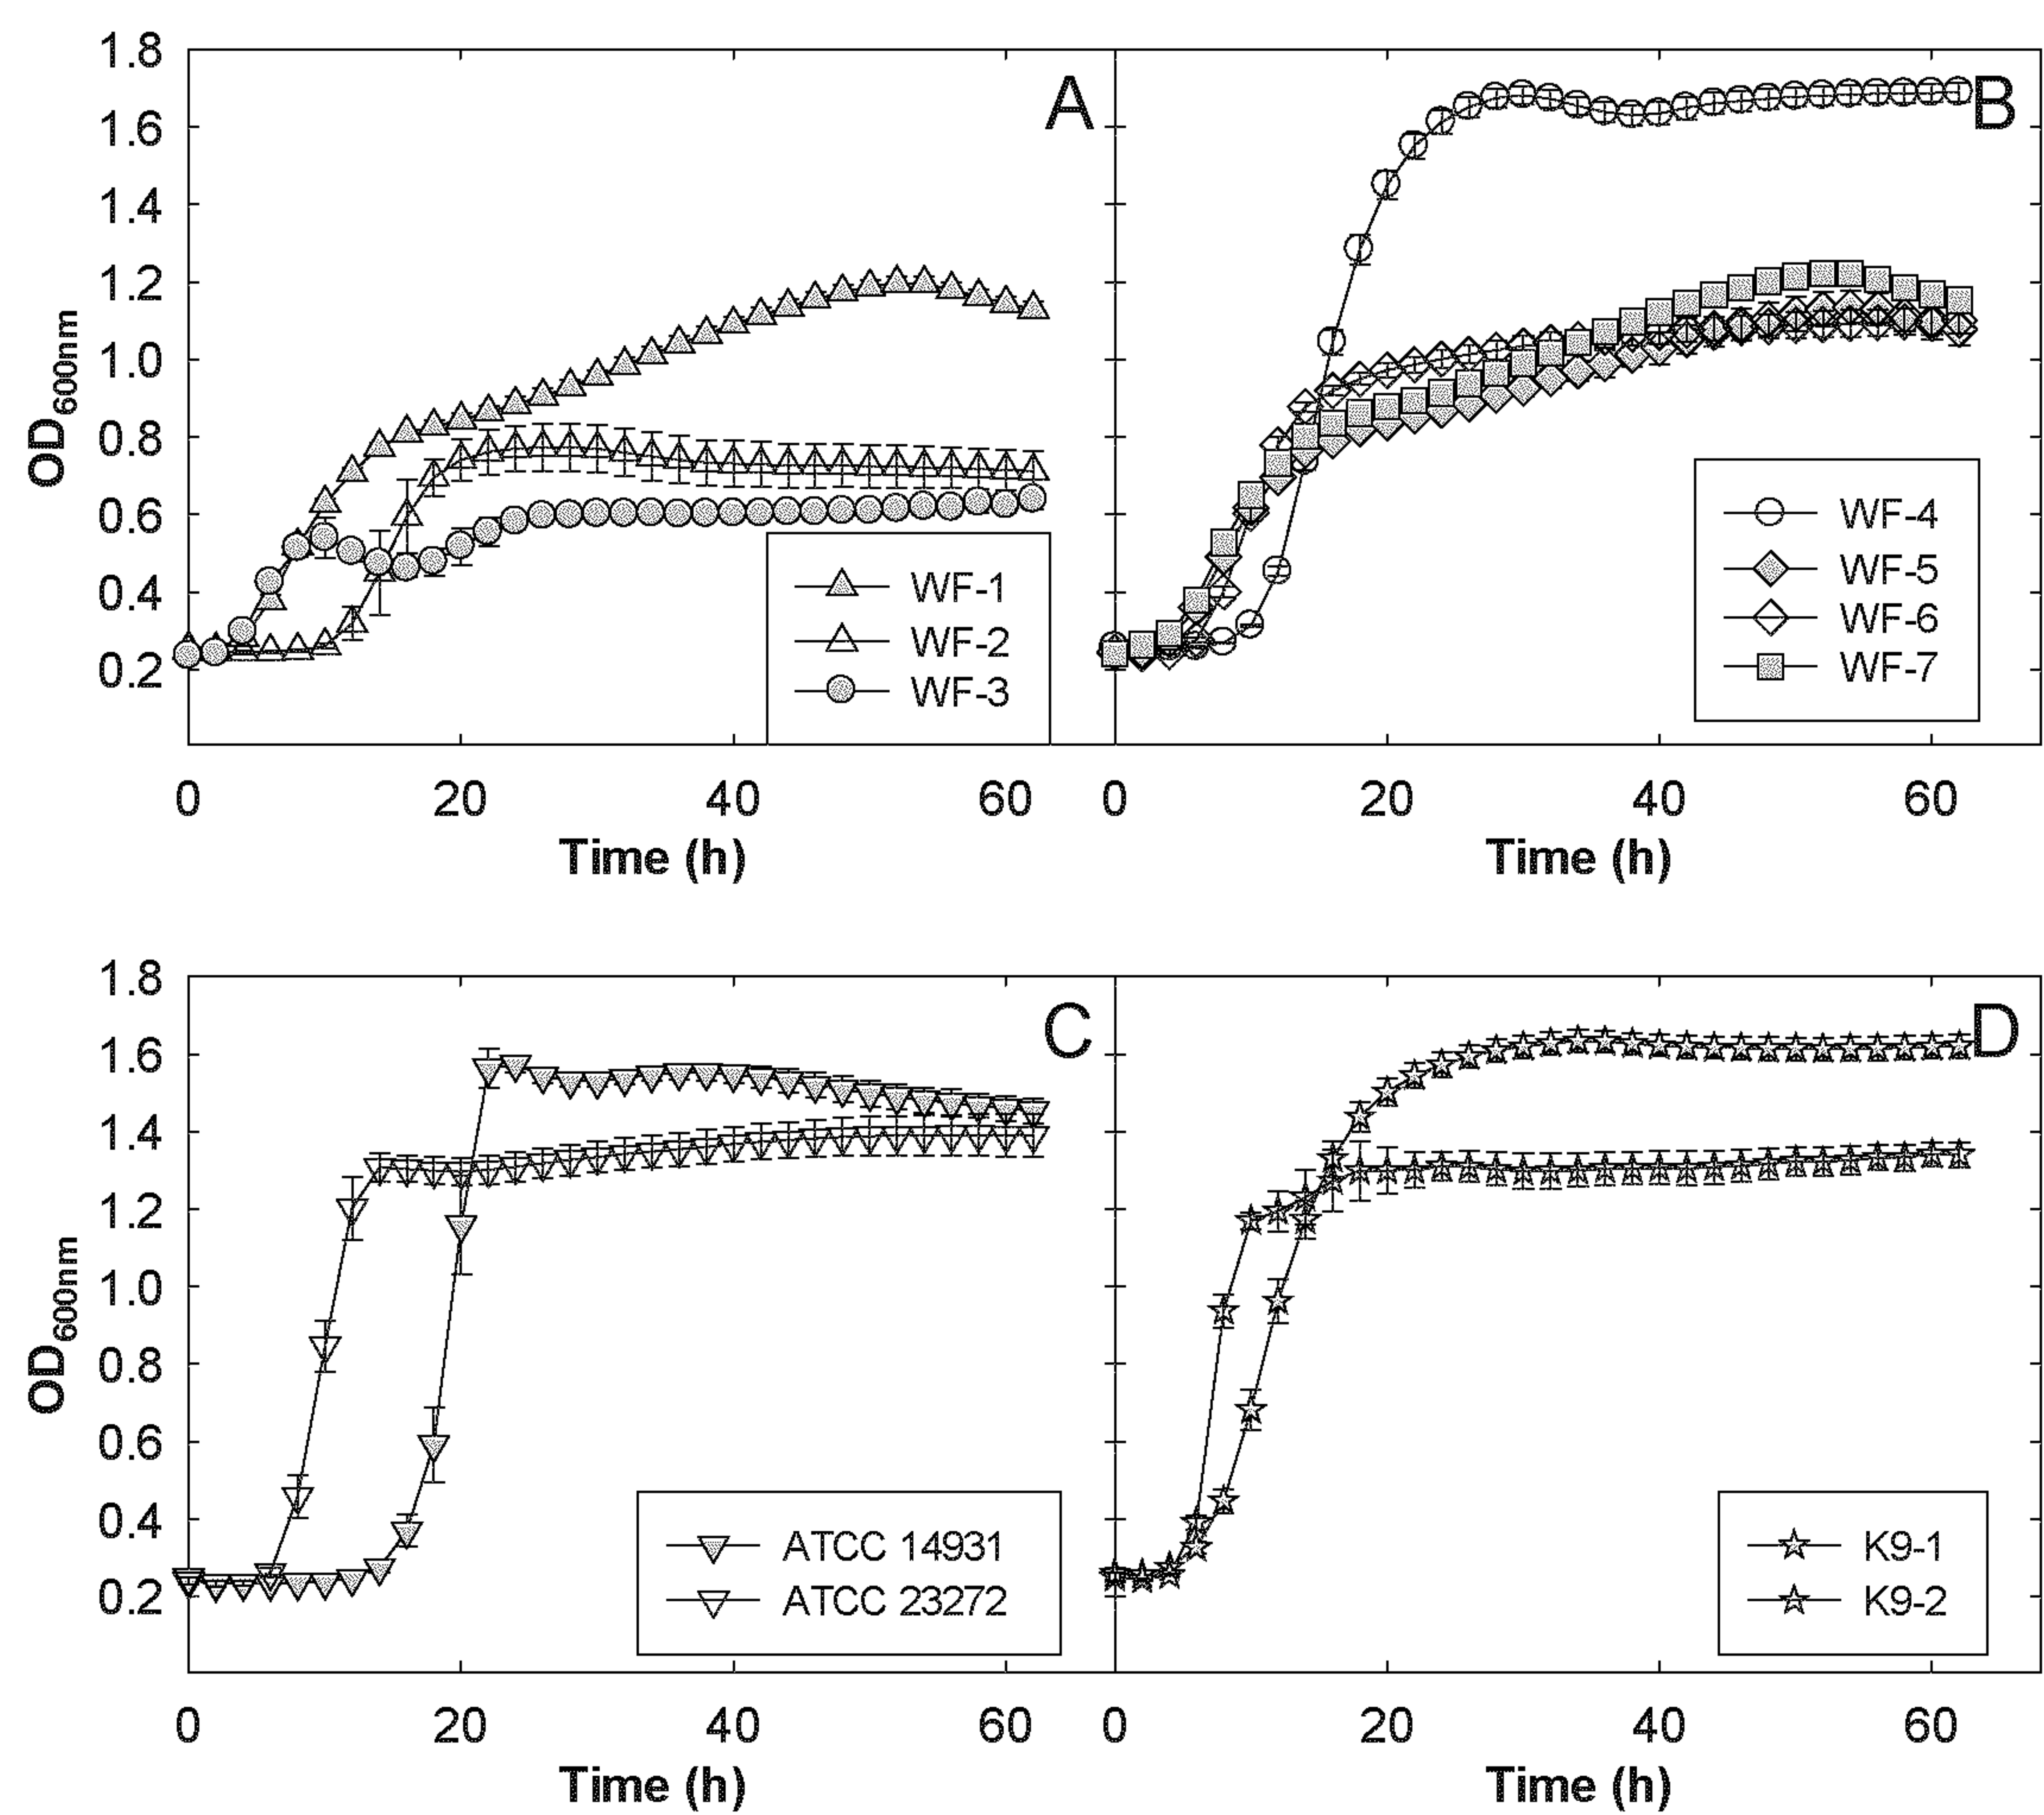 A
B
1.8
1.6
1.4
1.2
1.0
0.8
0.6
0.4
0.2
OD600nm
WF-1
WF-2
WF-3
WF-4
WF-5
WF-6
WF-7
0 20 40 60
0 20 40 60
Time (h)
Time (h)
C
D
1.8
1.6
1.4
1.2
1.0
0.8
0.6
0.4
0.2
OD600nm
ATCC 14931
ATCC 23272
K9-1
K9-2
0 20 40 60
0 20 40 60
Time (h)
Time (h)